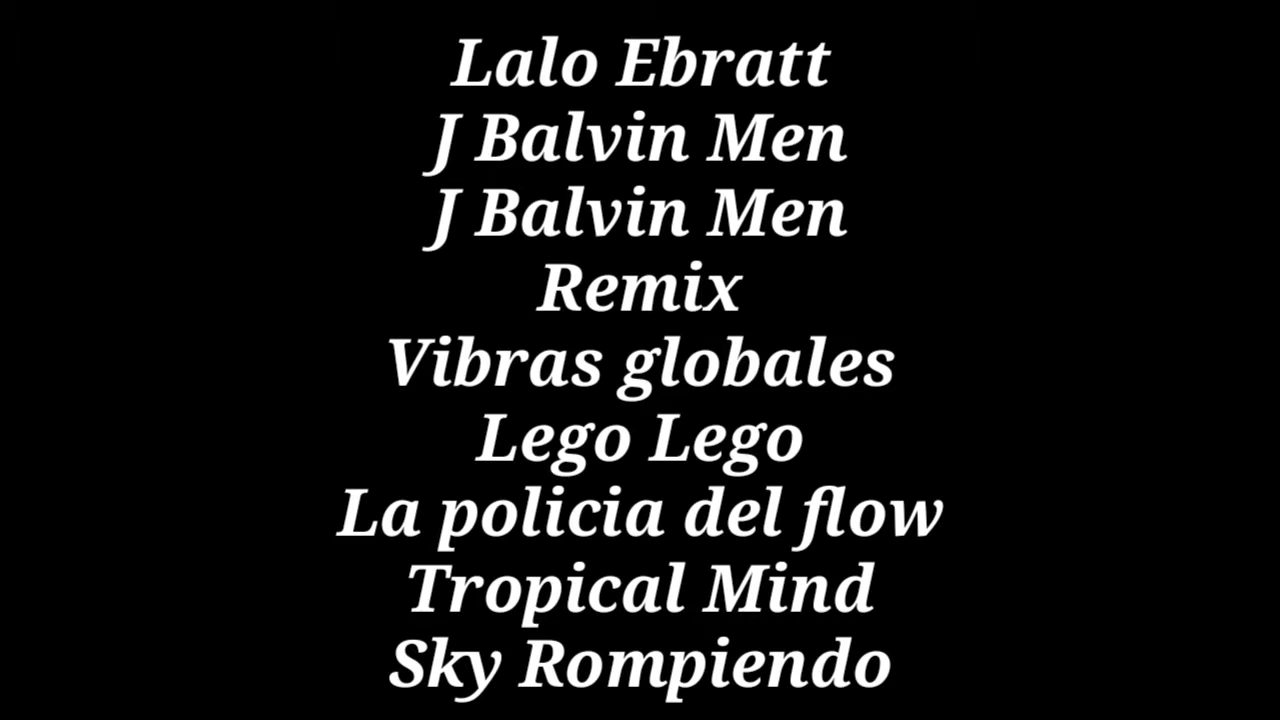 Lalo Ebratt
J Balvin Men
J Balvin Men
Remix
Vibras globales
Lego Lego
La policia del flow
Tropical Mind
Sky Rompiendo